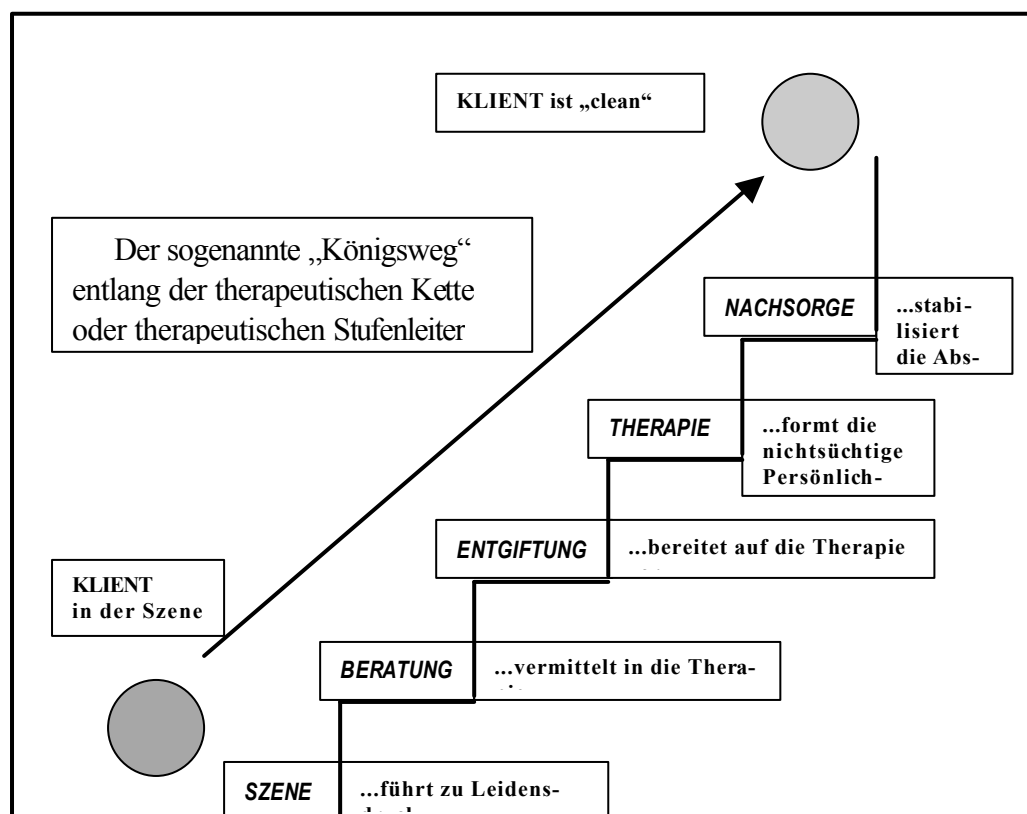 KLIENT ist „clean“
Der sogenannte „Königsweg“
entlang der therapeutischen Kette
oder therapeutischen Stufenleiter
NACHSORGE
...stabi-
lisiert
die Abs-
THERAPIE
...formt die
nichtsüchtige
Persönlich-
ENTGIFTUNG
...bereitet auf die Therapie
KLIENT
in der Szene
BERATUNG
...vermittelt in die Thera-
SZENE
...führt zu Leidens-